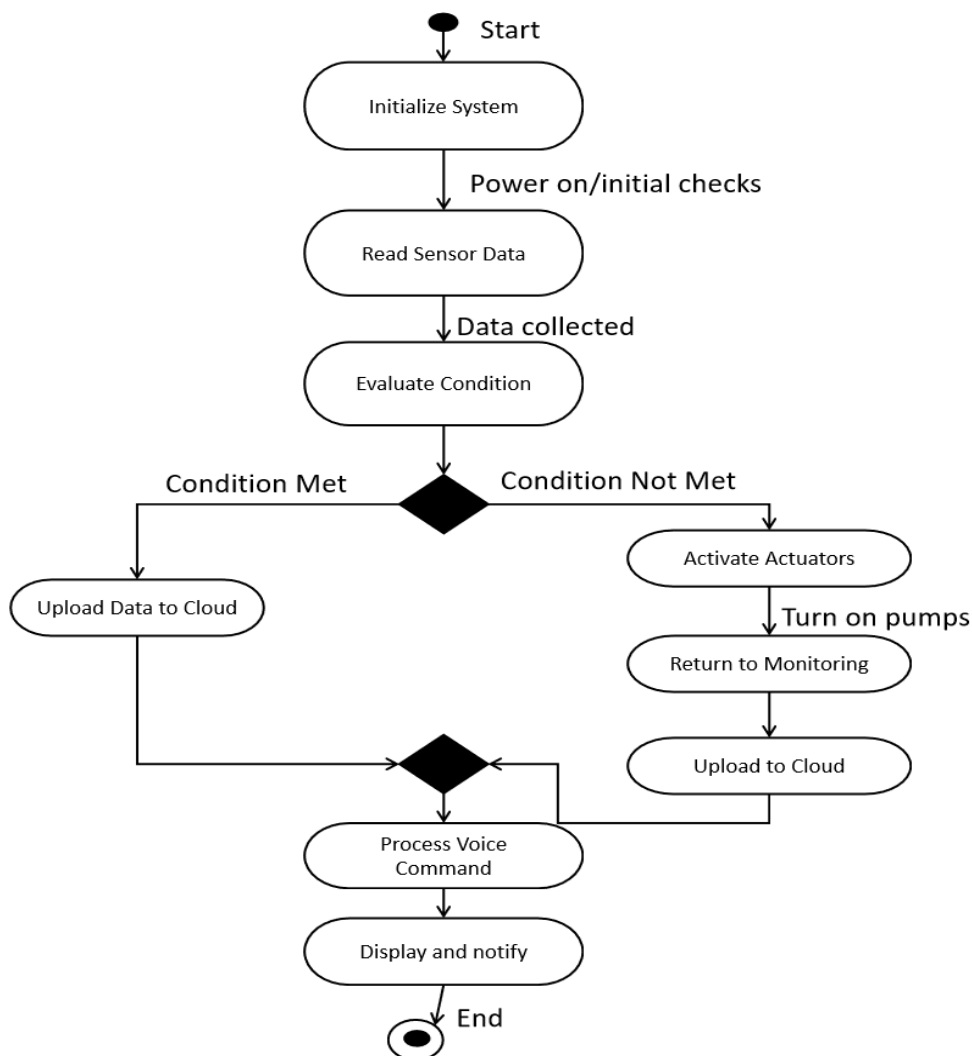 Start
Initialize System
Power on/initial checks
Read Sensor Data
Data collected
Evaluate Condition
Condition Met
Condition Not Met
Activate Actuators
Upload Data to Cloud
Turn on pumps
Return to Monitoring
Upload to Cloud
Process Voice
Command
Display and notify
End